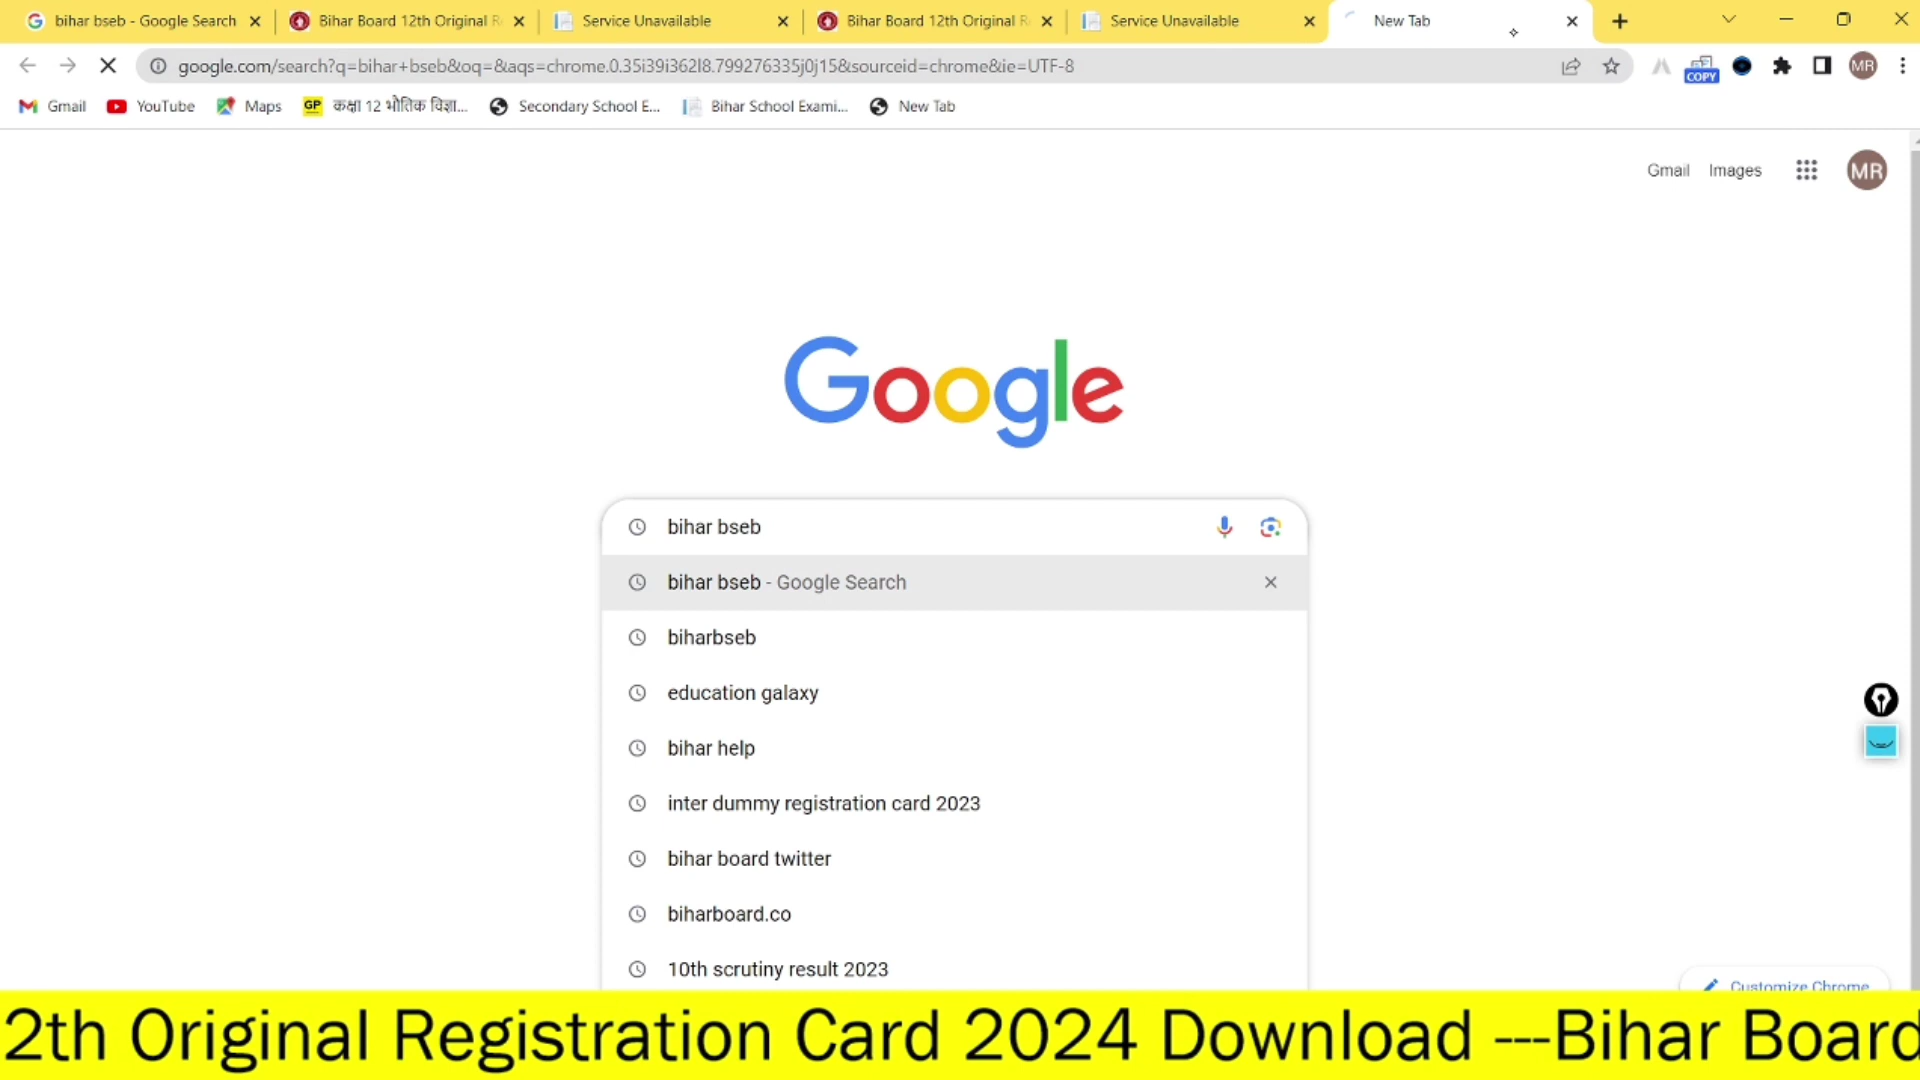 bihar bseb - Google Search
Bihar Board 12th Original R
Service Unavailable
Bihar Board 12th Original R
Service Unavailable
New Tab
google.com/search?q=bihar+bseb&oq=&aqs=chrome.0.35i39i362l8.799276335j0j15&sourceid=chrome&ie=UTF-8
COPY
MR
Gmail
YouTube
Maps
GP
कक्षा 12 भौतिक विज्ञा...
Secondary School E...
Bihar School Exami...
New Tab
Gmail
Images
MR
Google
bihar bseb
bihar bseb - Google Search
biharbseb
education galaxy
bihar help
inter dummy registration card 2023
bihar board twitter
biharboard.co
10th scrutiny result 2023
Customize Chrome
2th Original Registration Card 2024 Download ---Bihar Board